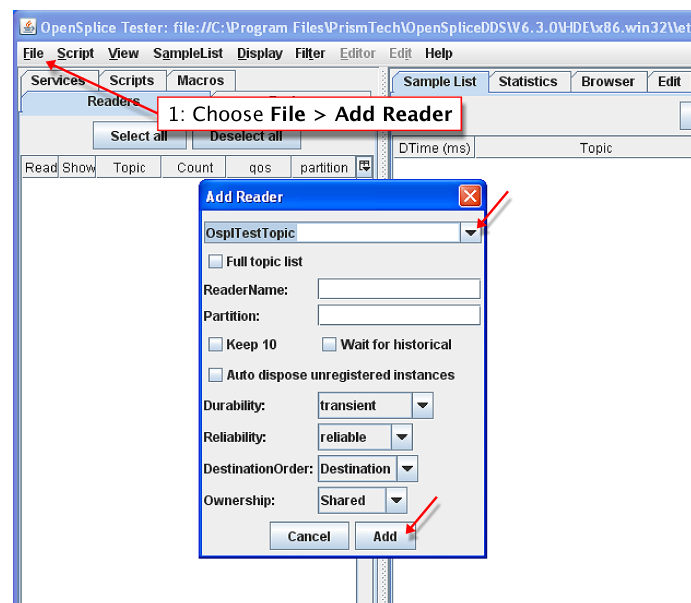 OpenSplice Tester: file://C:\Program Files\PrismTech\OpenSpliceDDS\V6.3.0\HDE\x86.win32\\et
File Script View SampleList Display Filter Editor Edit Help
Services Scripts Macros
Sample List Statistics Browser Edit
Readers
1: Choose File > Add Reader
Select all Deselect all
DTime (ms) Topic
Read Show Topic Count qos partition
Add Reader
OsplTestTopic
Full topic list
ReaderName:
Partition:
Keep 10 Wait for historical
Auto dispose unregistered instances
Durability: transient
Reliability: reliable
DestinationOrder: Destination
Ownership: Shared
Cancel Add